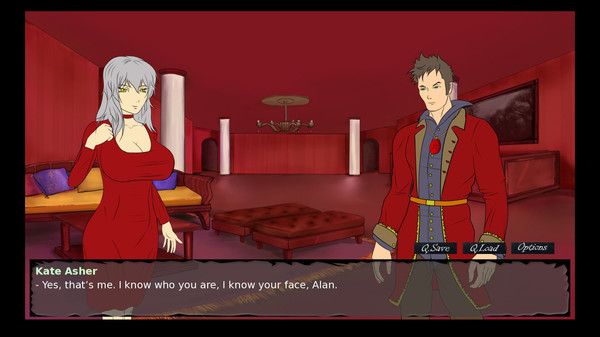 Q.Save Q.Load Options
Kate Asher
- Yes, that's me. I know who you are, I know your face, Alan.